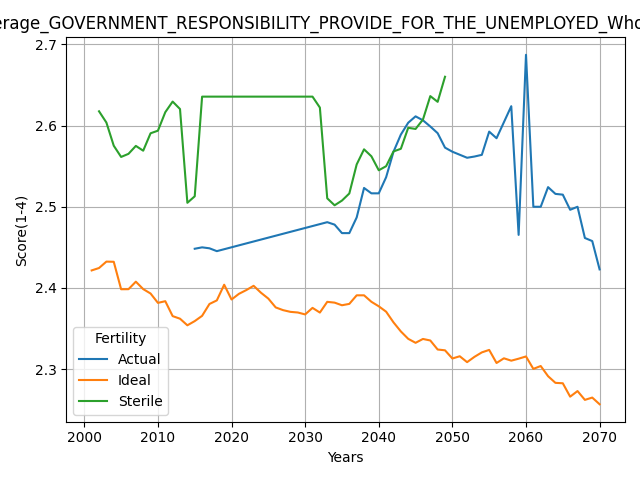 erage_GOVERNMENT_RESPONSIBILITY_PROVIDE_FOR_THE_UNEMPLOYED_Who
2.7
2.6
2.5
2.4
2.3
Score(1-4)
Fertility
Actual
Ideal
Sterile
2000 2010 2020 2030 2040 2050 2060 2070
Years